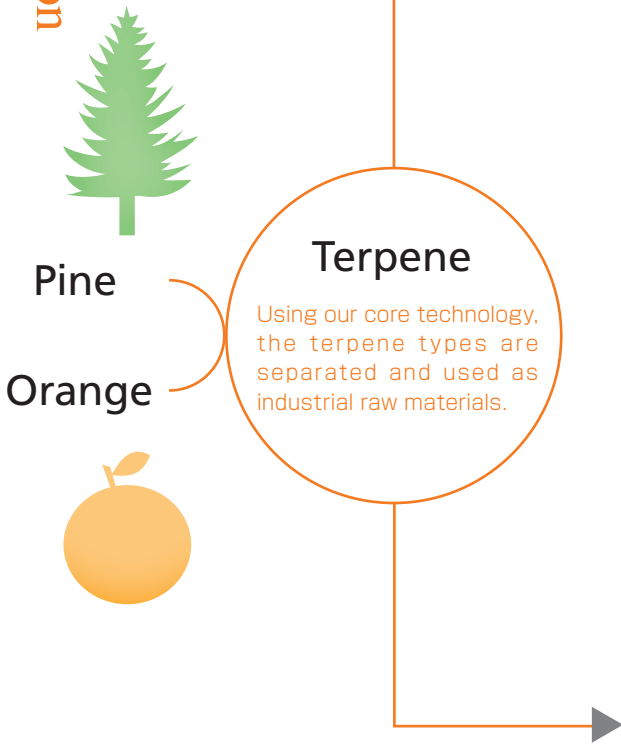 Pine
Orange
Terpene
Using our core technology,
the terpene types are
separated and used as
industrial raw materials.